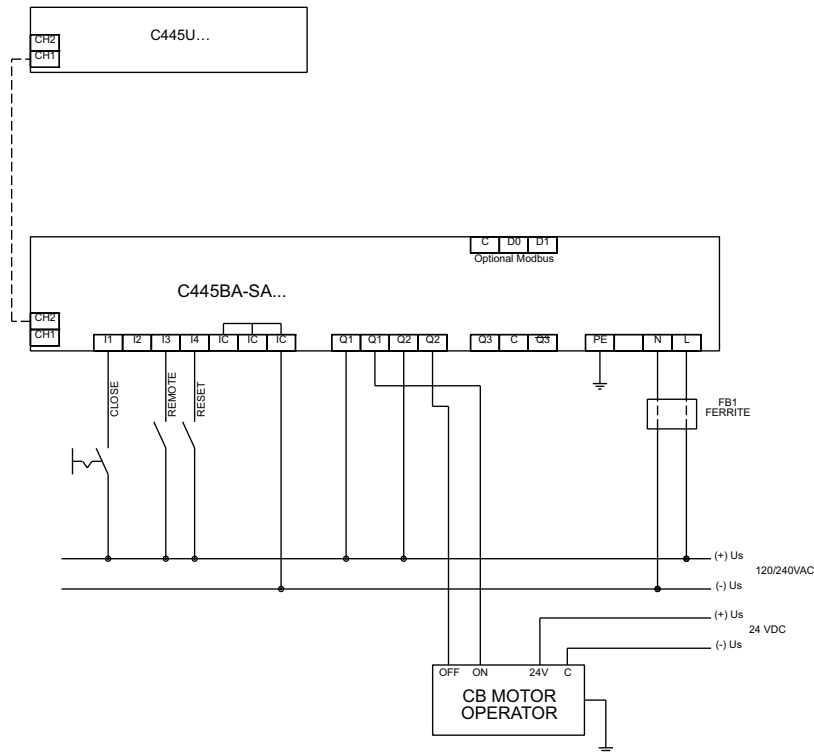 C445U...
CH2
CH1
C D0 D1
Optional Modbus
C445BA-SA...
CH2
CH1
I1 I2 I3 I4 IC IC IC Q1 Q1 Q2 Q2 Q3 C Q3 PE N L
CLOSE
REMOTE
RESET
FB1
FERRITE
(+) Us
120/240VAC
(-) Us
(+) Us
24 VDC
(-) Us
OFF ON 24V C
CB MOTOR
OPERATOR